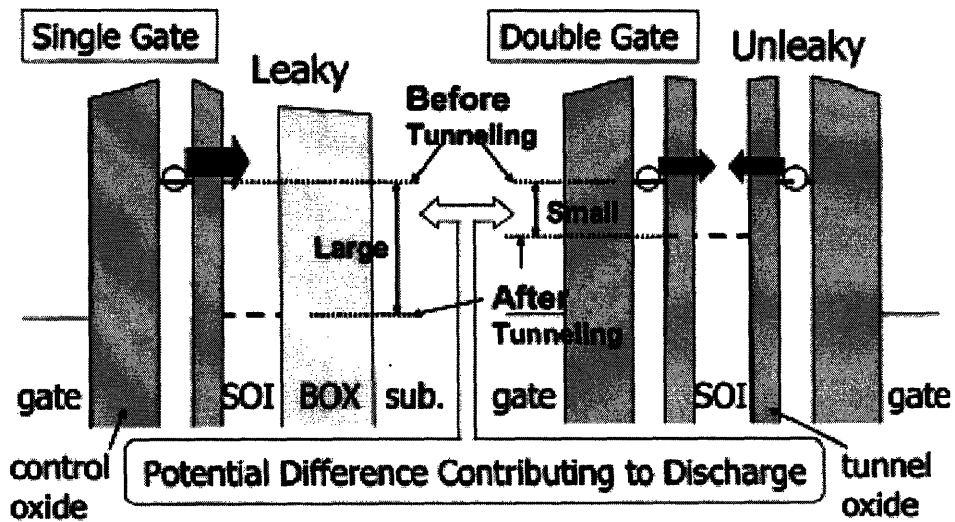 Single Gate
Leaky
Double Gate
Unleaky
Before
Tunneling
Small
Large
After
Tunneling
gate
SOI
BOX
sub.
gate
SOI
gate
control
oxide
Potential Difference Contributing to Discharge
tunnel
oxide